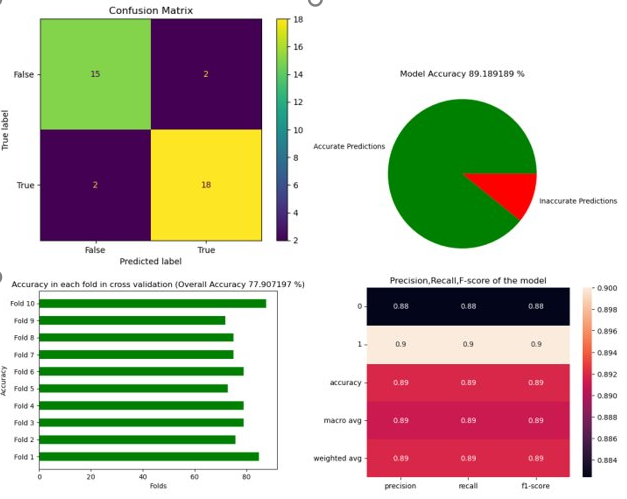 Confusion Matrix
True label
False
True
15
2
2
18
False
True
Predicted label
18
16
14
12
10
8
6
4
2
Model Accuracy 89.189189 %
Accurate Predictions
Inaccurate Predictions
Accuracy in each fold in cross validation (Overall Accuracy 77.907197 %)
Accuracy
Fold 10
Fold 9
Fold 8
Fold 7
Fold 6
Fold 5
Fold 4
Fold 3
Fold 2
Fold 1
0 20 40 60 80
Folds
Precision,Recall,F-score of the model
0 0.88 0.88 0.88
1 0.9 0.9 0.9
accuracy 0.89 0.89 0.89
macro avg 0.89 0.89 0.89
weighted avg 0.89 0.89 0.89
precision recall f1-score
0.900
0.898
0.896
0.894
0.892
0.890
0.888
0.886
0.884